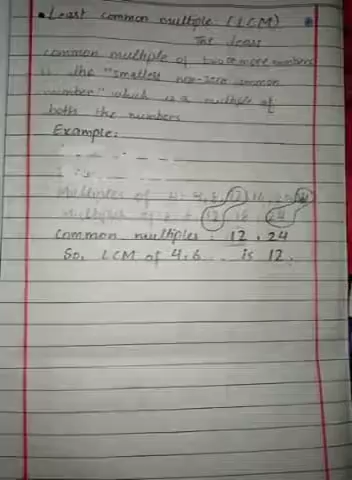 • Least common multiple (LCM)
The least
common multiple of two or more numbers
is the "smallest non-zero common
number" which is a multiple of
both the numbers
Example:
Multiples of 4: 4, 8, 12, 16, 20, 24
Multiples of 6: 6, 12, 18, 24
Common multiples: 12, 24
So, LCM of 4, 6 .. is 12.